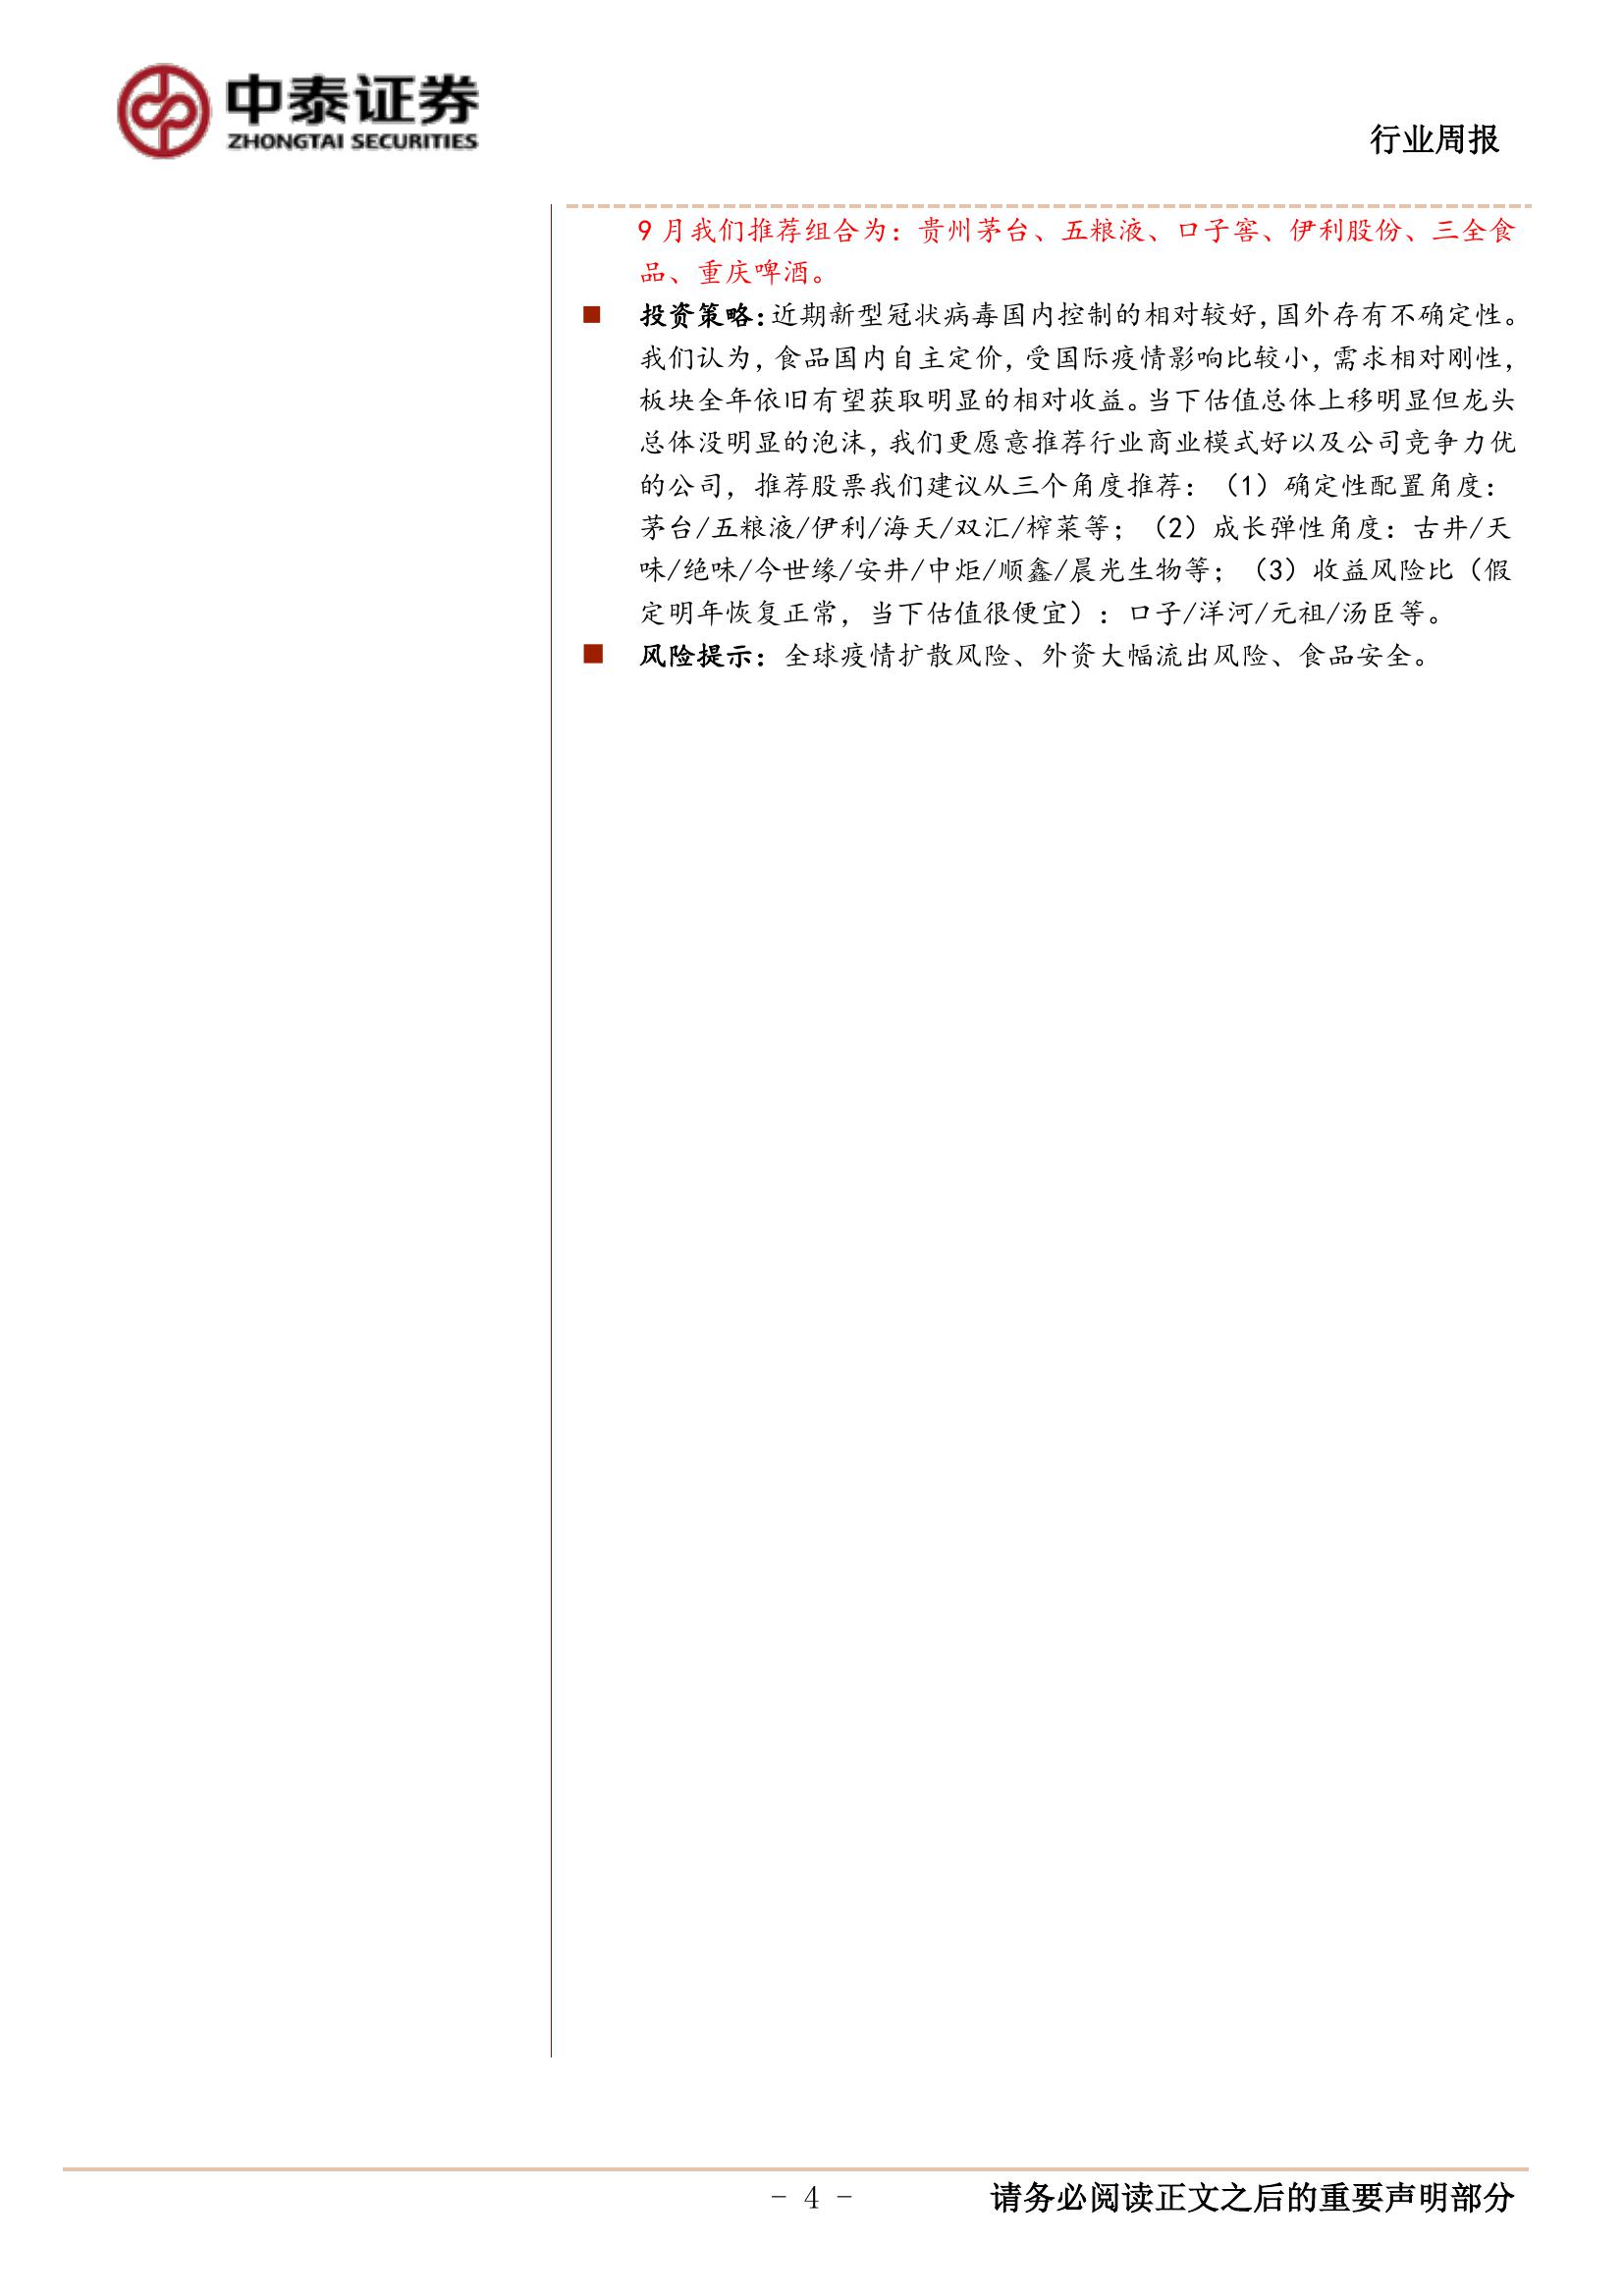 中泰证券
ZHONGTAI SECURITIES
行业周报
9 月我们推荐组合为：贵州茅台、五粮液、口子窖、伊利股份、三全食
品、重庆啤酒。
■ 投资策略：近期新型冠状病毒国内控制的相对较好，国外存有不确定性。
我们认为，食品国内自主定价，受国际疫情影响比较小，需求相对刚性，
板块全年依旧有望获取明显的相对收益。当下估值总体上移明显但龙头
总体没明显的泡沫，我们更愿意推荐行业商业模式好以及公司竞争力优
的公司，推荐股票我们建议从三个角度推荐：（1）确定性配置角度：
茅台/五粮液/伊利/海天/双汇/榨菜等；（2）成长弹性角度：古井/天
味/绝味/今世缘/安井/中炬/顺鑫/晨光生物等；（3）收益风险比（假
定明年恢复正常，当下估值很便宜）：口子/洋河/元祖/汤臣等。
■ 风险提示：全球疫情扩散风险、外资大幅流出风险、食品安全。
- 4 -
请务必阅读正文之后的重要声明部分